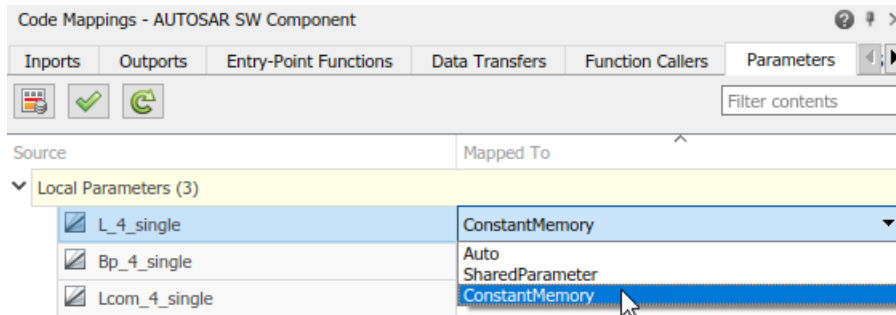 Code Mappings - AUTOSAR SW Component
Inports Outports Entry-Point Functions Data Transfers Function Callers Parameters
Filter contents
Source Mapped To
Local Parameters (3)
L_4_single ConstantMemory
Auto
Bp_4_single
SharedParameter
ConstantMemory
Lcom_4_single